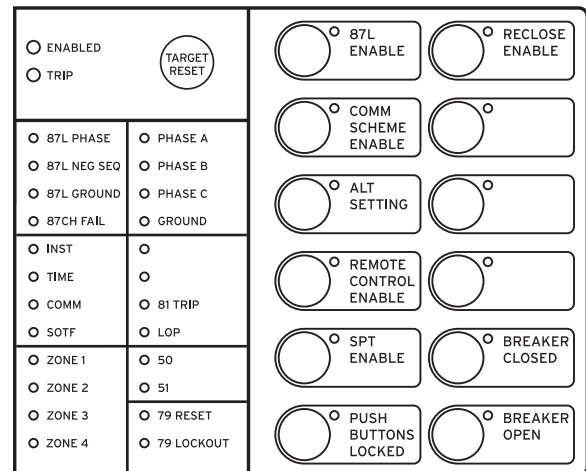 ENABLED
TRIP
TARGET
RESET
87L PHASE
87L NEG SEQ
87L GROUND
87CH FAIL
PHASE A
PHASE B
PHASE C
GROUND
INST
TIME
COMM
SOTF
81 TRIP
LOP
ZONE 1
ZONE 2
ZONE 3
ZONE 4
50
51
79 RESET
79 LOCKOUT
87L
ENABLE
RECLOSE
ENABLE
COMM
SCHEME
ENABLE
ALT
SETTING
REMOTE
CONTROL
ENABLE
SPT
ENABLE
BREAKER
CLOSED
PUSH
BUTTONS
LOCKED
BREAKER
OPEN